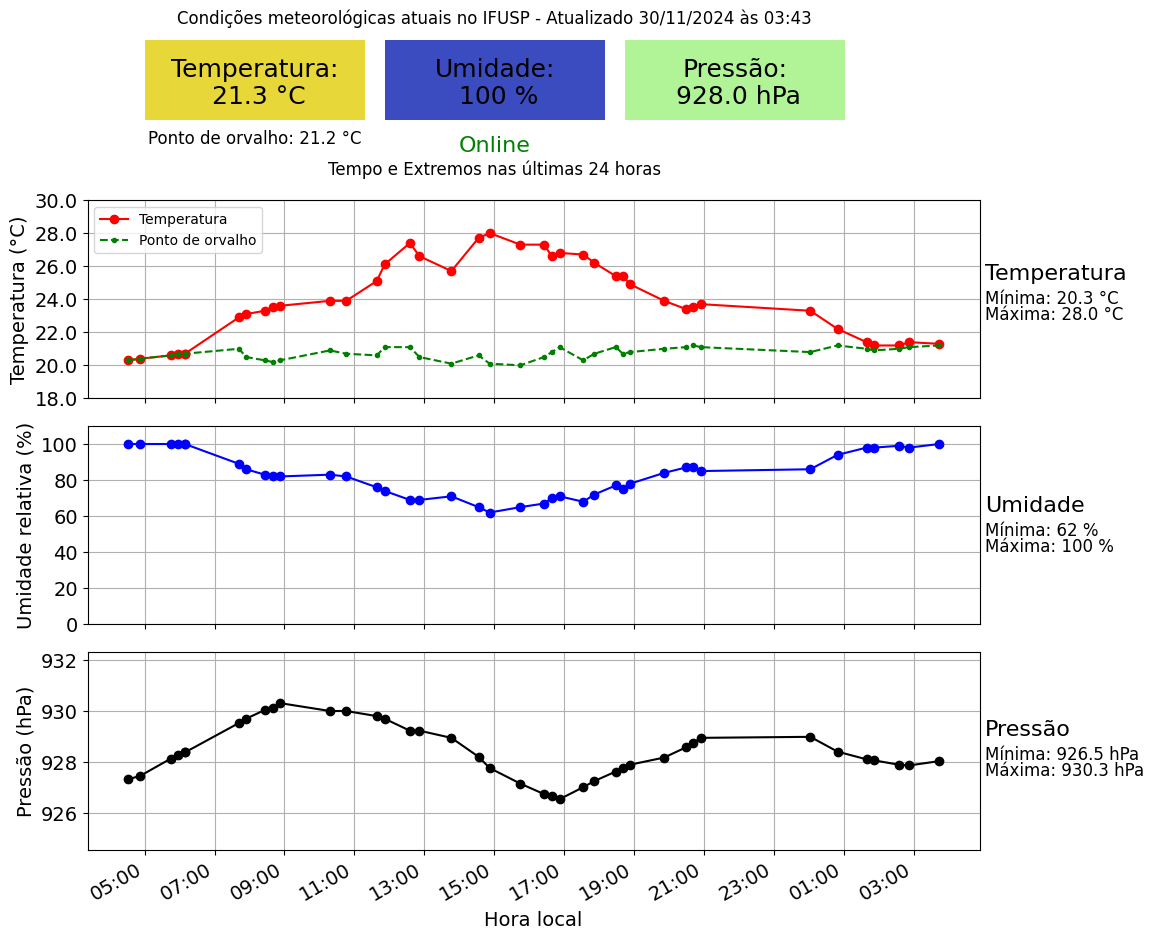 Condições meteorológicas atuais no IFUSP - Atualizado 30/11/2024 às 03:43
Temperatura:
21.3 °C
Umidade:
100 %
Pressão:
928.0 hPa
Ponto de orvalho: 21.2 °C
Online
Tempo e Extremos nas últimas 24 horas
Temperatura (°C)
30.0
28.0
26.0
24.0
22.0
20.0
18.0
Temperatura
Ponto de orvalho
Temperatura
Mínima: 20.3 °C
Máxima: 28.0 °C
Umidade relativa (%)
100
80
60
40
20
0
Umidade
Mínima: 62 %
Máxima: 100 %
Pressão (hPa)
932
930
928
926
Pressão
Mínima: 926.5 hPa
Máxima: 930.3 hPa
05:00 07:00 09:00 11:00 13:00 15:00 17:00 19:00 21:00 23:00 01:00 03:00
Hora local